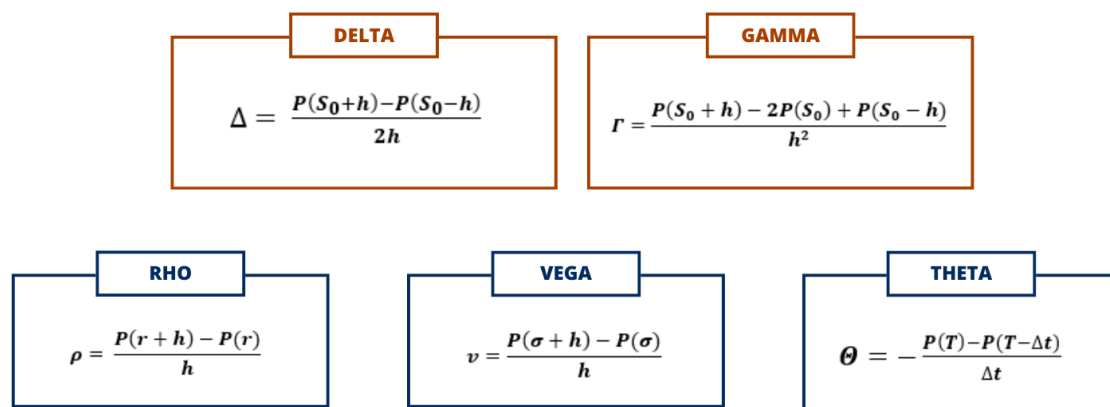 DELTA
Δ = P(S₀+h)−P(S₀−h) / 2h
GAMMA
Γ = P(S₀ + h) − 2P(S₀) + P(S₀ − h) / h²
RHO
ρ = P(r + h) − P(r) / h
VEGA
υ = P(σ + h) − P(σ) / h
THETA
Θ = − P(T)−P(T−Δt) / Δt